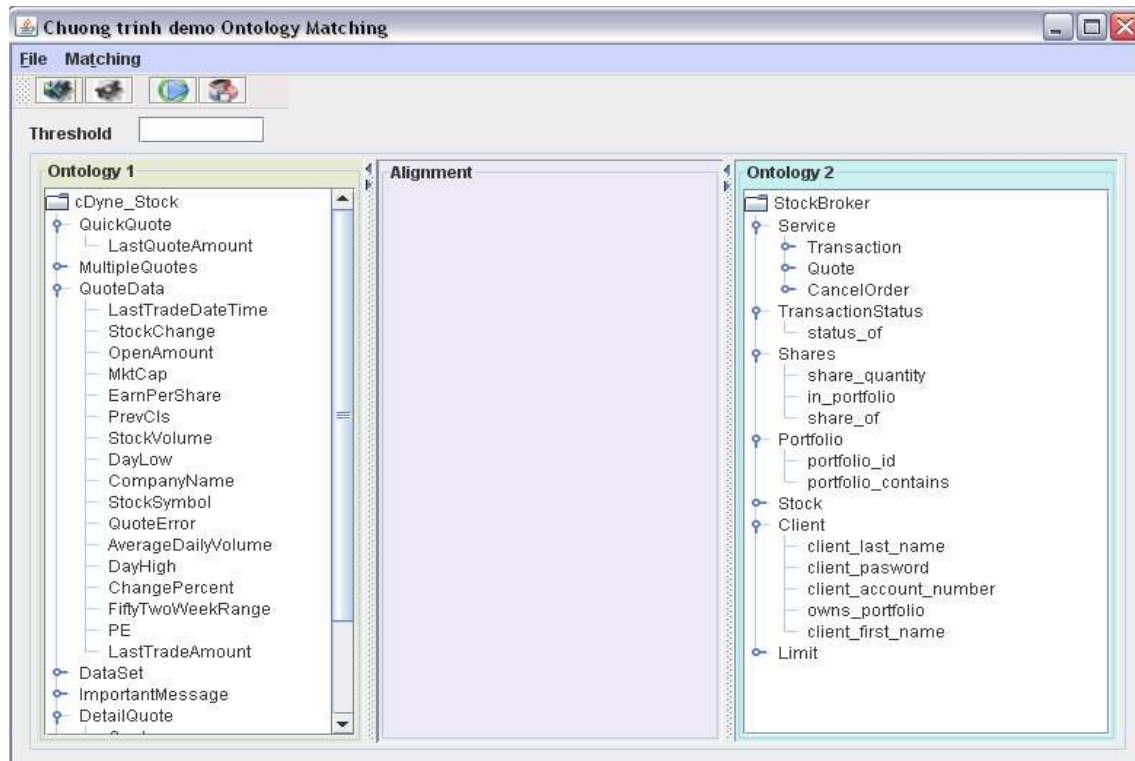 Chuong trinh demo Ontology Matching
File Matching
Threshold
Ontology 1
cDyne_Stock
QuickQuote
LastQuoteAmount
MultipleQuotes
QuoteData
LastTradeDateTime
StockChange
OpenAmount
MktCap
EarnPerShare
PrevCls
StockVolume
DayLow
CompanyName
StockSymbol
QuoteError
AverageDailyVolume
DayHigh
ChangePercent
FiftyTwoWeekRange
PE
LastTradeAmount
DataSet
ImportantMessage
DetailQuote
Alignment
Ontology 2
StockBroker
Service
Transaction
Quote
CancelOrder
TransactionStatus
status_of
Shares
share_quantity
in_portfolio
share_of
Portfolio
portfolio_id
portfolio_contains
Stock
Client
client_last_name
client_pasword
client_account_number
owns_portfolio
client_first_name
Limit